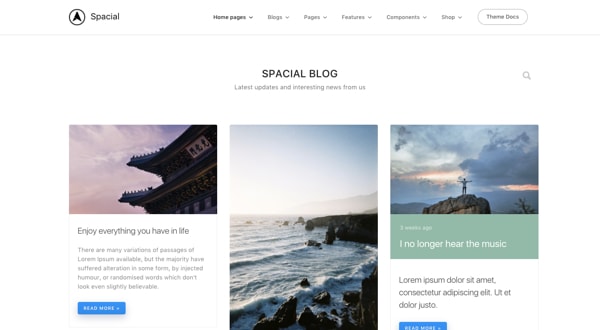 Spacial
Home pages
Blogs
Pages
Features
Components
Shop
Theme Docs
SPACIAL BLOG
Latest updates and interesting news from us
Enjoy everything you have in life
There are many variations of passages of
Lorem Ipsum available, but the majority have
suffered alteration in some form, by injected
humour, or randomised words which don't
look even slightly believable.
READ MORE »
3 weeks ago
I no longer hear the music
Lorem ipsum dolor sit amet,
consectetur adipiscing elit. Ut et
dolor justo.
READ MORE »